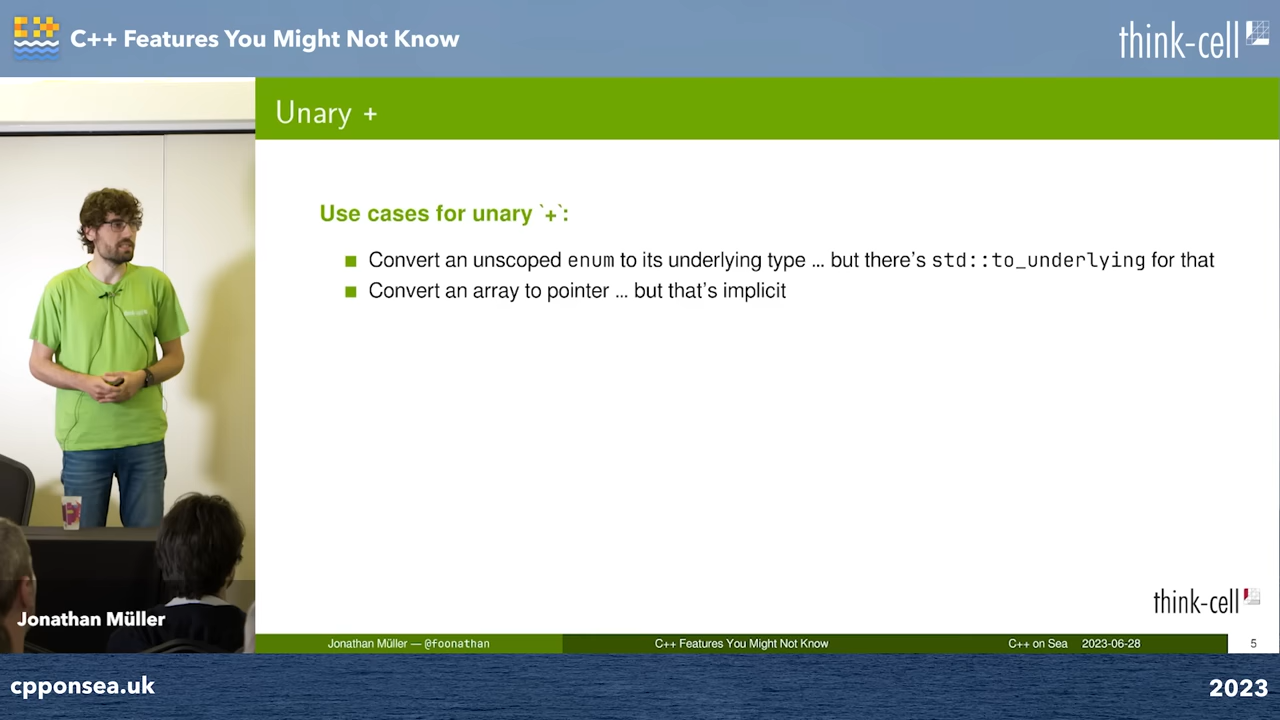 C++
C++ Features You Might Not Know
think-cell
Unary +
Use cases for unary `+`:
Convert an unscoped enum to its underlying type ... but there's std::to_underlying for that
Convert an array to pointer ... but that's implicit
think-cell
Jonathan Müller
Jonathan Müller — @foonathan
C++ Features You Might Not Know
C++ on Sea 2023-06-28
5
cpponsea.uk
2023